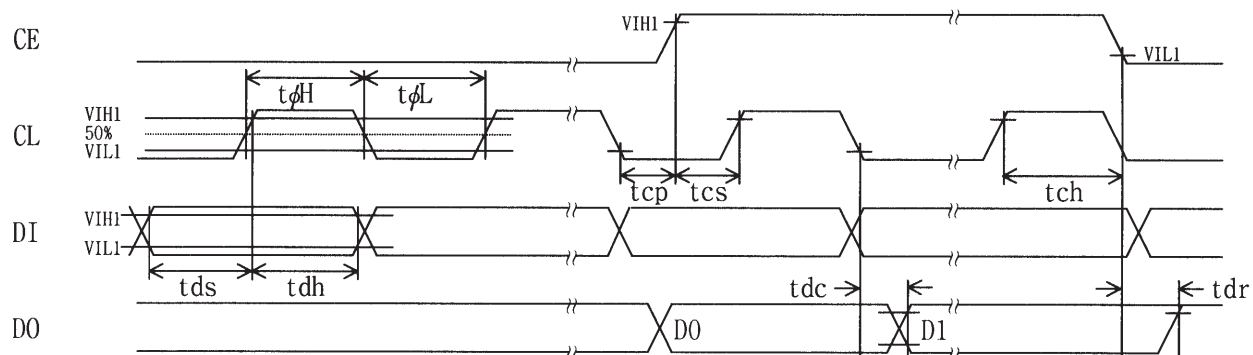 CE
VIH1
VIL1
tφH
tφL
CL
VIH1
50%
VIL1
tcp
tcs
tch
DI
VIH1
VIL1
tds
tdh
tdc
tdr
DO
D0
D1